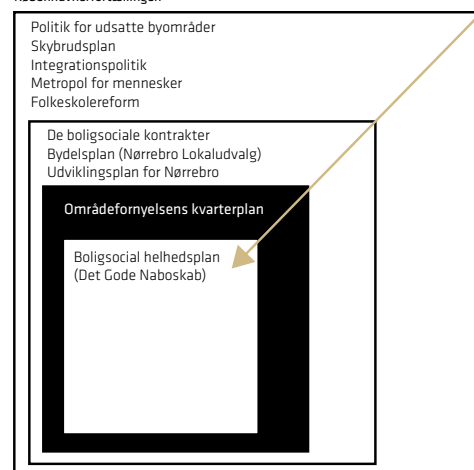 Politik for udsatte byområder
Skybrudsplan
Integrationspolitik
Metropol for mennesker
Folkeskolereform
De boligsociale kontrakter
Bydelsplan (Nørrebro Lokaludvalg)
Udviklingsplan for Nørrebro
Områdefornyelsens kvarterplan
Boligsocial helhedsplan
(Det Gode Naboskab)